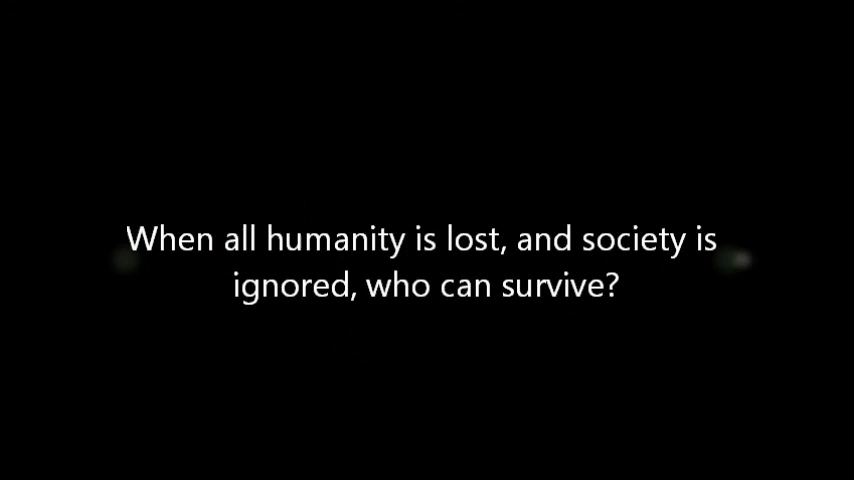 When all humanity is lost, and society is
ignored, who can survive?